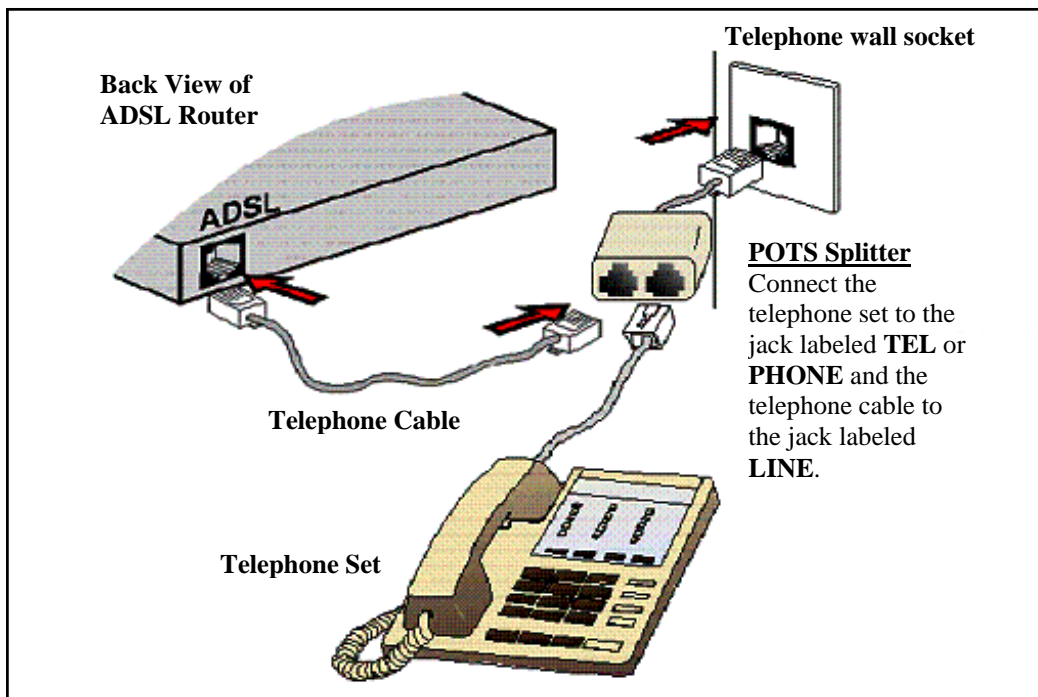 Telephone wall socket
Back View of
ADSL Router
ADSL
POTS Splitter
Connect the
telephone set to the
jack labeled TEL or
PHONE and the
telephone cable to
the jack labeled
LINE.
Telephone Cable
Telephone Set